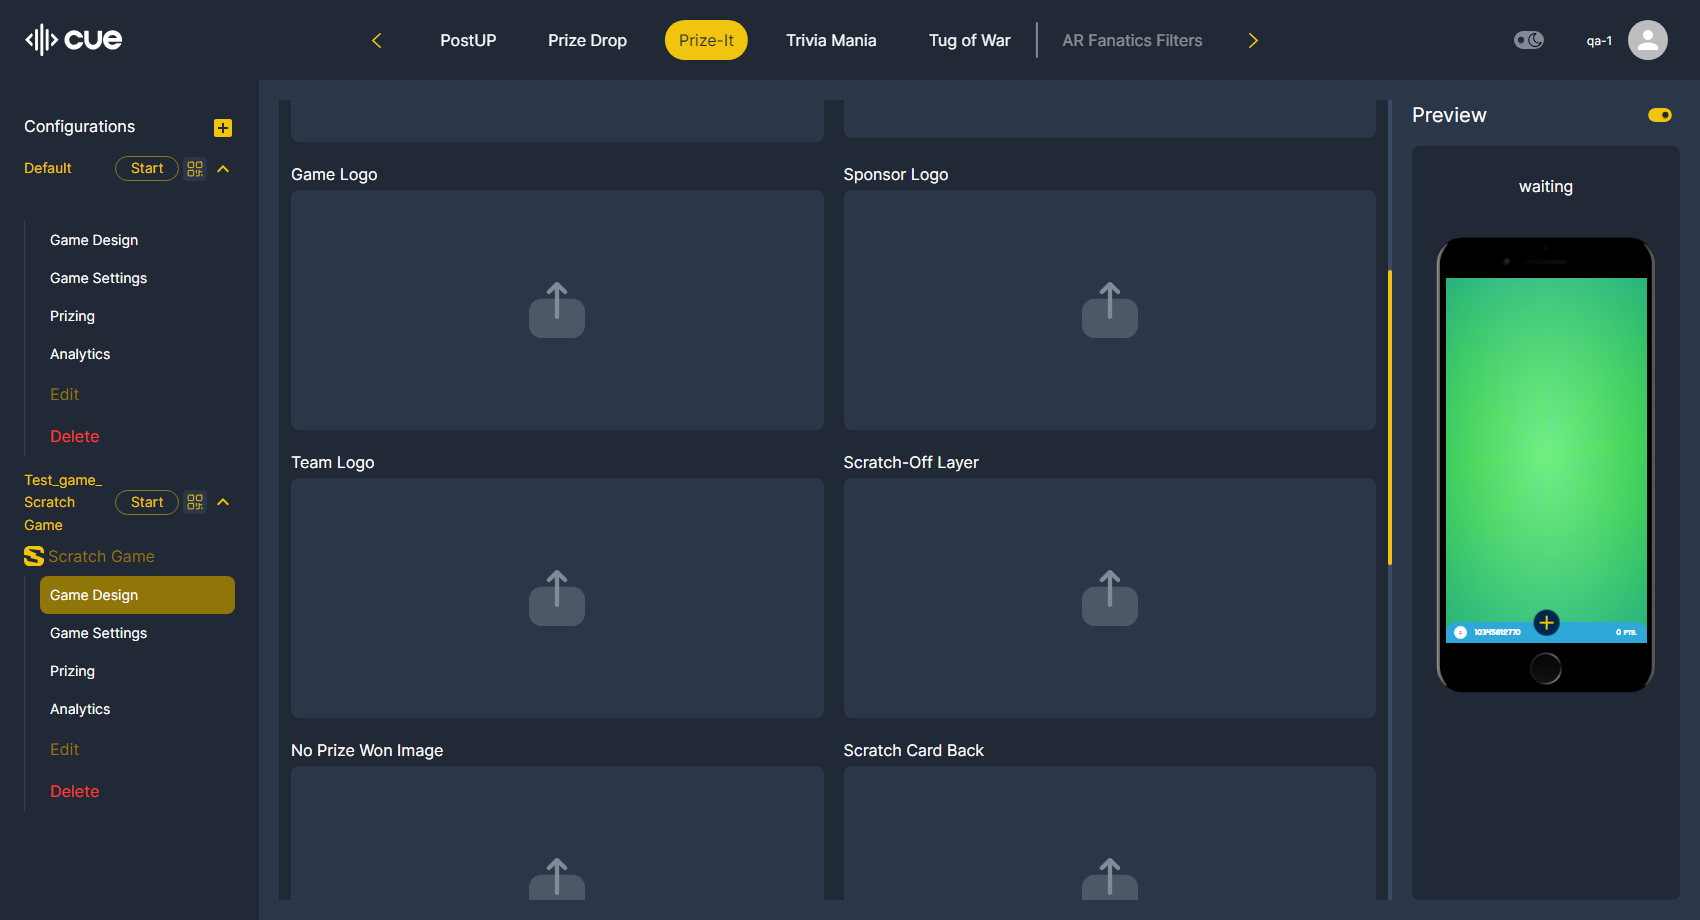 cue
PostUP
Prize Drop
Prize-It
Trivia Mania
Tug of War
AR Fanatics Filters
qa-1
Configurations
Default
Start
Game Design
Game Settings
Prizing
Analytics
Edit
Delete
Test_game_
Scratch
Game
Start
Scratch Game
Game Design
Game Settings
Prizing
Analytics
Edit
Delete
Game Logo
Sponsor Logo
Team Logo
Scratch-Off Layer
No Prize Won Image
Scratch Card Back
Preview
waiting
0 PTS.